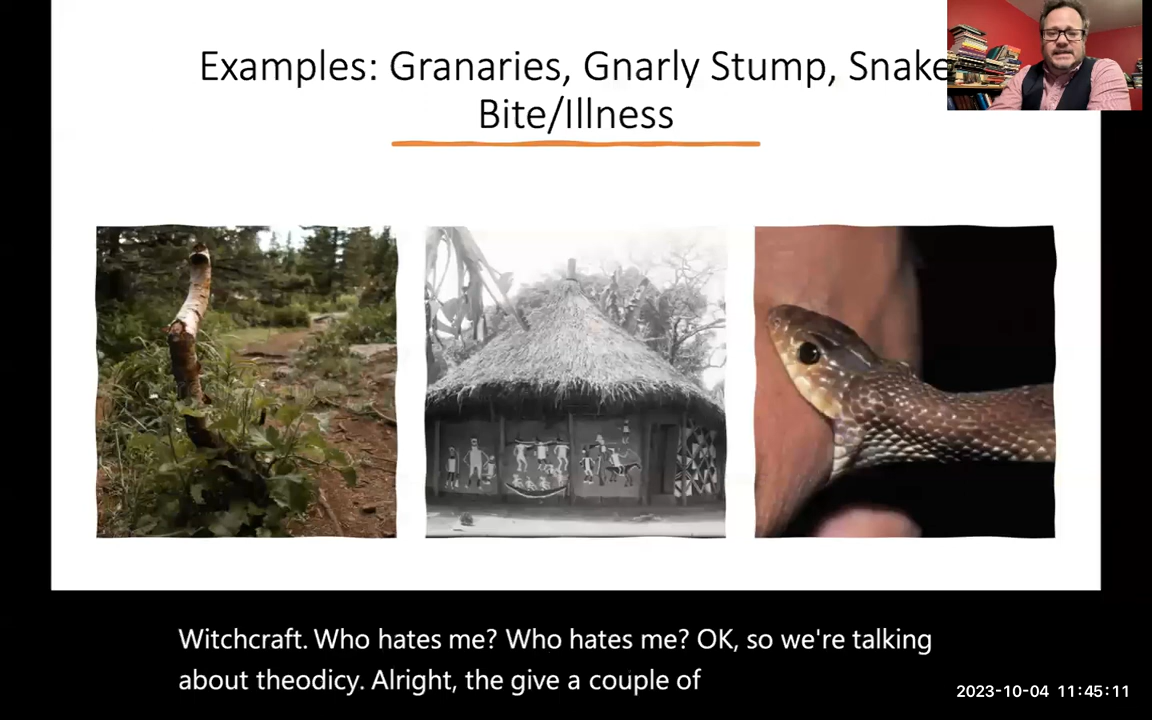 Examples: Granaries, Gnarly Stump, Snake
Bite/Illness
Witchcraft. Who hates me? Who hates me? OK, so we're talking
about theodicy. Alright, the give a couple of
2023-10-04 11:45:11